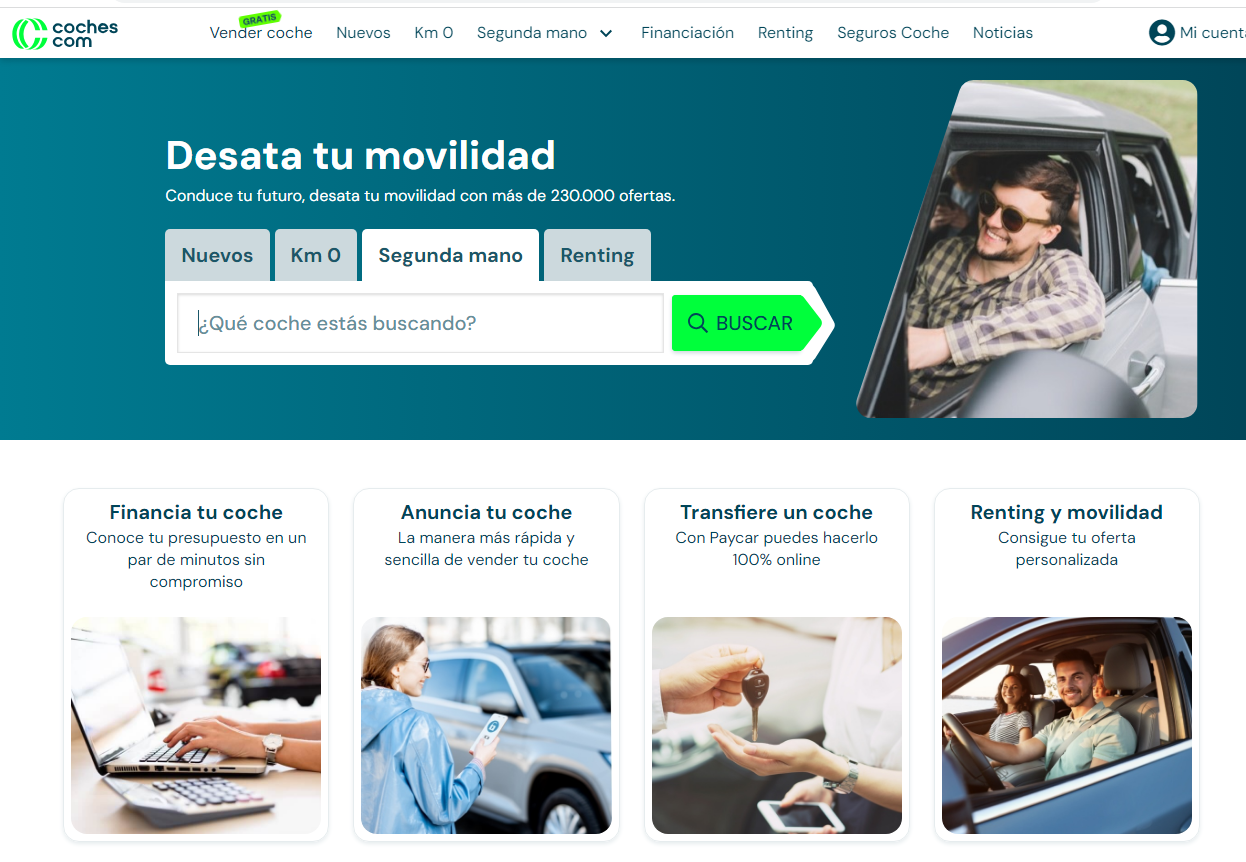 coches
com
GRATIS
Vender coche Nuevos Km 0 Segunda mano Financiación Renting Seguros Coche Noticias Mi cuenta
Desata tu movilidad
Conduce tu futuro, desata tu movilidad con más de 230.000 ofertas.
Nuevos Km 0 Segunda mano Renting
¿Qué coche estás buscando? BUSCAR
Financia tu coche
Conoce tu presupuesto en un
par de minutos sin
compromiso
Anuncia tu coche
La manera más rápida y
sencilla de vender tu coche
Transfiere un coche
Con Paycar puedes hacerlo
100% online
Renting y movilidad
Consigue tu oferta
personalizada